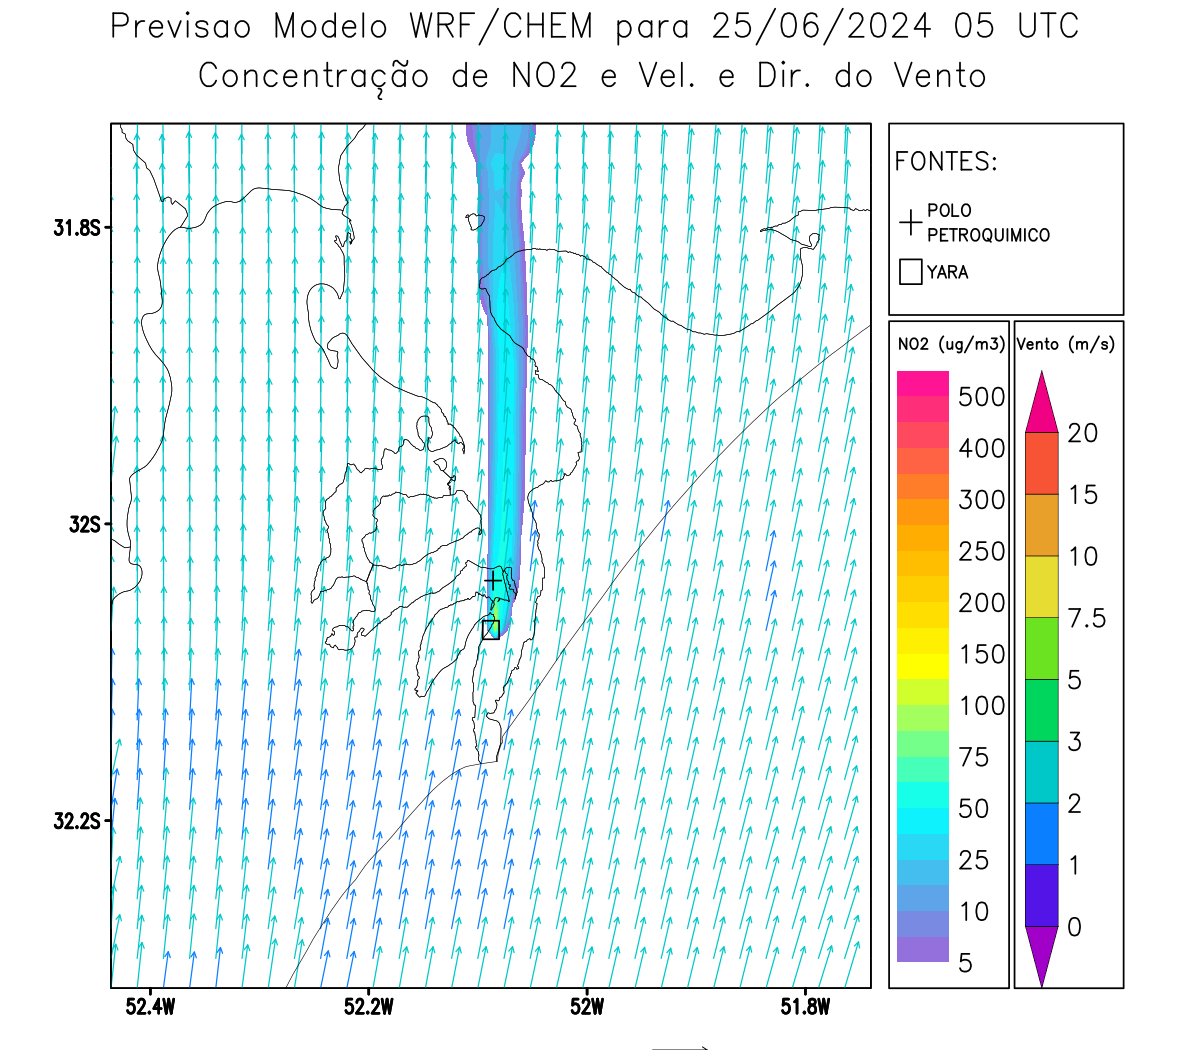 Previsao Modelo WRF/CHEM para 25/06/2024 05 UTC
Concentração de NO2 e Vel. e Dir. do Vento
FONTES:
POLO
PETROQUIMICO
YARA
31.8S
32S
32.2S
52.4W
52.2W
52W
51.8W
NO2 (ug/m3)
500
400
300
250
200
150
100
75
50
25
10
5
Vento (m/s)
20
15
10
7.5
5
3
2
1
0